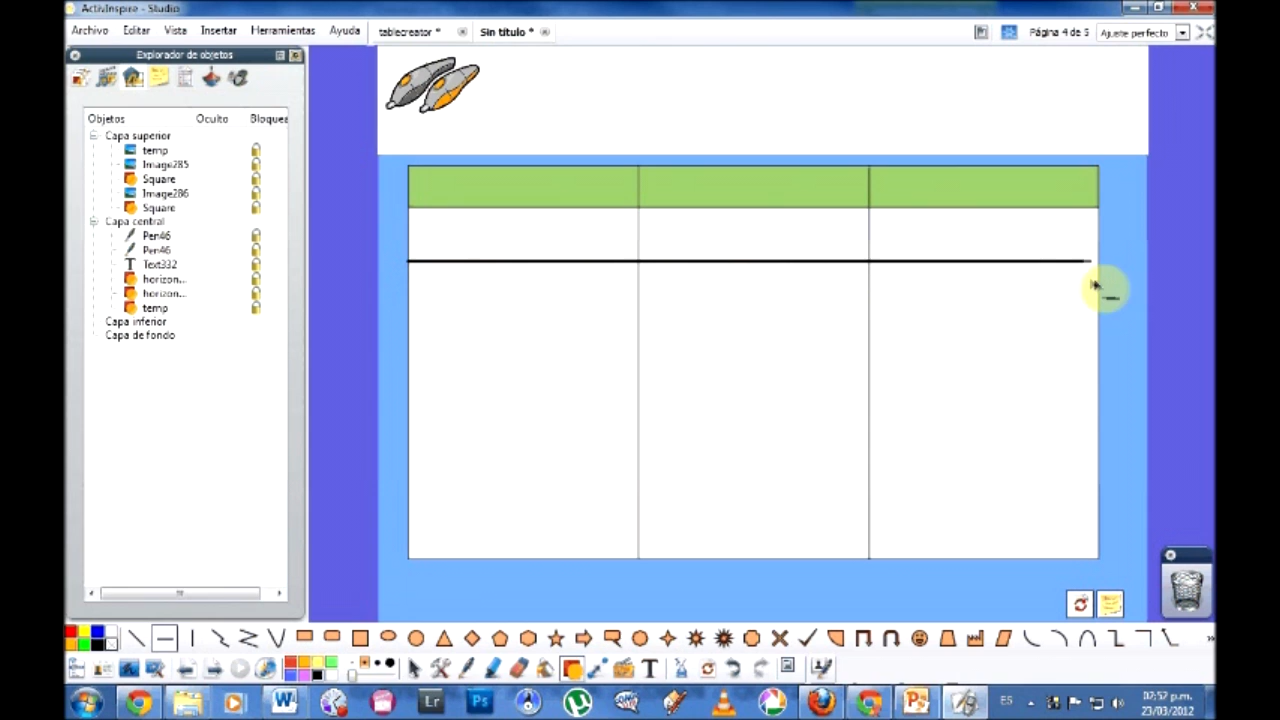 ActivInspire - Studio
Archivo Editar Vista Insertar Herramientas Ayuda
tablecreator *
Sin título *
Página 4 de 5
Ajuste perfecto
Explorador de objetos
Objetos Oculto Bloquea
Capa superior
temp
Image285
Square
Image286
Square
Capa central
Pen46
Pen46
Text332
horizon...
horizon...
temp
Capa inferior
Capa de fondo
Lr
Ps
ES
07:57 p.m.
23/03/2012